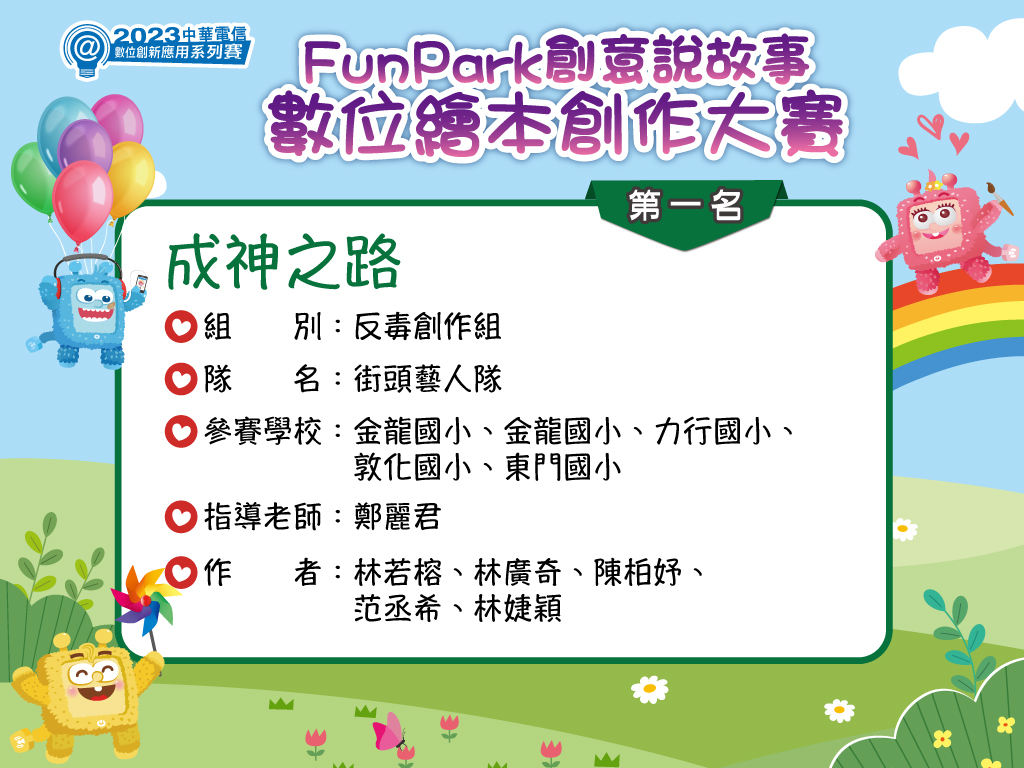 2023中華電信
數位創新應用系列賽
FunPark創意說故事
數位繪本創作大賽
第一名
成神之路
組　　別：反毒創作組
隊　　名：街頭藝人隊
參賽學校：金龍國小、金龍國小、力行國小、
敦化國小、東門國小
指導老師：鄭麗君
作　　者：林若榕、林廣奇、陳柏妤、
范丞希、林婕穎